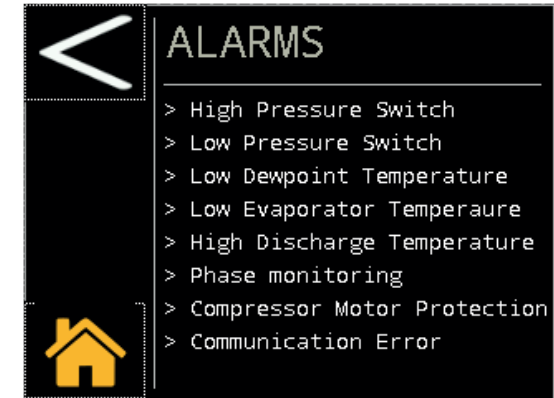 ALARMS
> High Pressure Switch
> Low Pressure Switch
> Low Dewpoint Temperature
> Low Evaporator Temperaure
> High Discharge Temperature
> Phase monitoring
> Compressor Motor Protection
> Communication Error